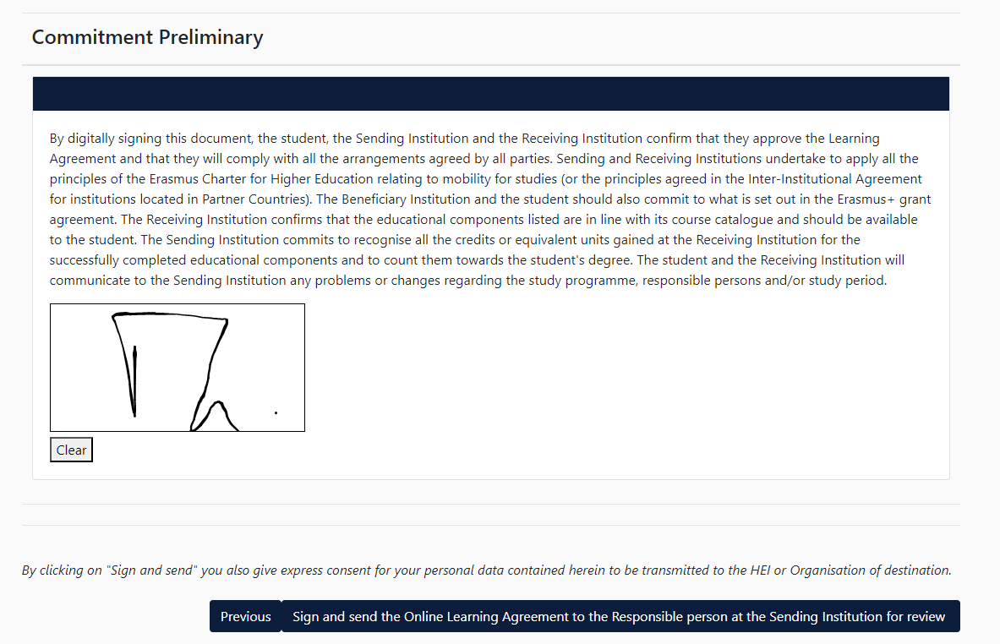 Commitment Preliminary
By digitally signing this document, the student, the Sending Institution and the Receiving Institution confirm that they approve the Learning
Agreement and that they will comply with all the arrangements agreed by all parties. Sending and Receiving Institutions undertake to apply all the
principles of the Erasmus Charter for Higher Education relating to mobility for studies (or the principles agreed in the Inter-Institutional Agreement
for institutions located in Partner Countries). The Beneficiary Institution and the student should also commit to what is set out in the Erasmus+ grant
agreement. The Receiving Institution confirms that the educational components listed are in line with its course catalogue and should be available
to the student. The Sending Institution commits to recognise all the credits or equivalent units gained at the Receiving Institution for the
successfully completed educational components and to count them towards the student's degree. The student and the Receiving Institution will
communicate to the Sending Institution any problems or changes regarding the study programme, responsible persons and/or study period.
Clear
By clicking on "Sign and send" you also give express consent for your personal data contained herein to be transmitted to the HEI or Organisation of destination.
Previous
Sign and send the Online Learning Agreement to the Responsible person at the Sending Institution for review